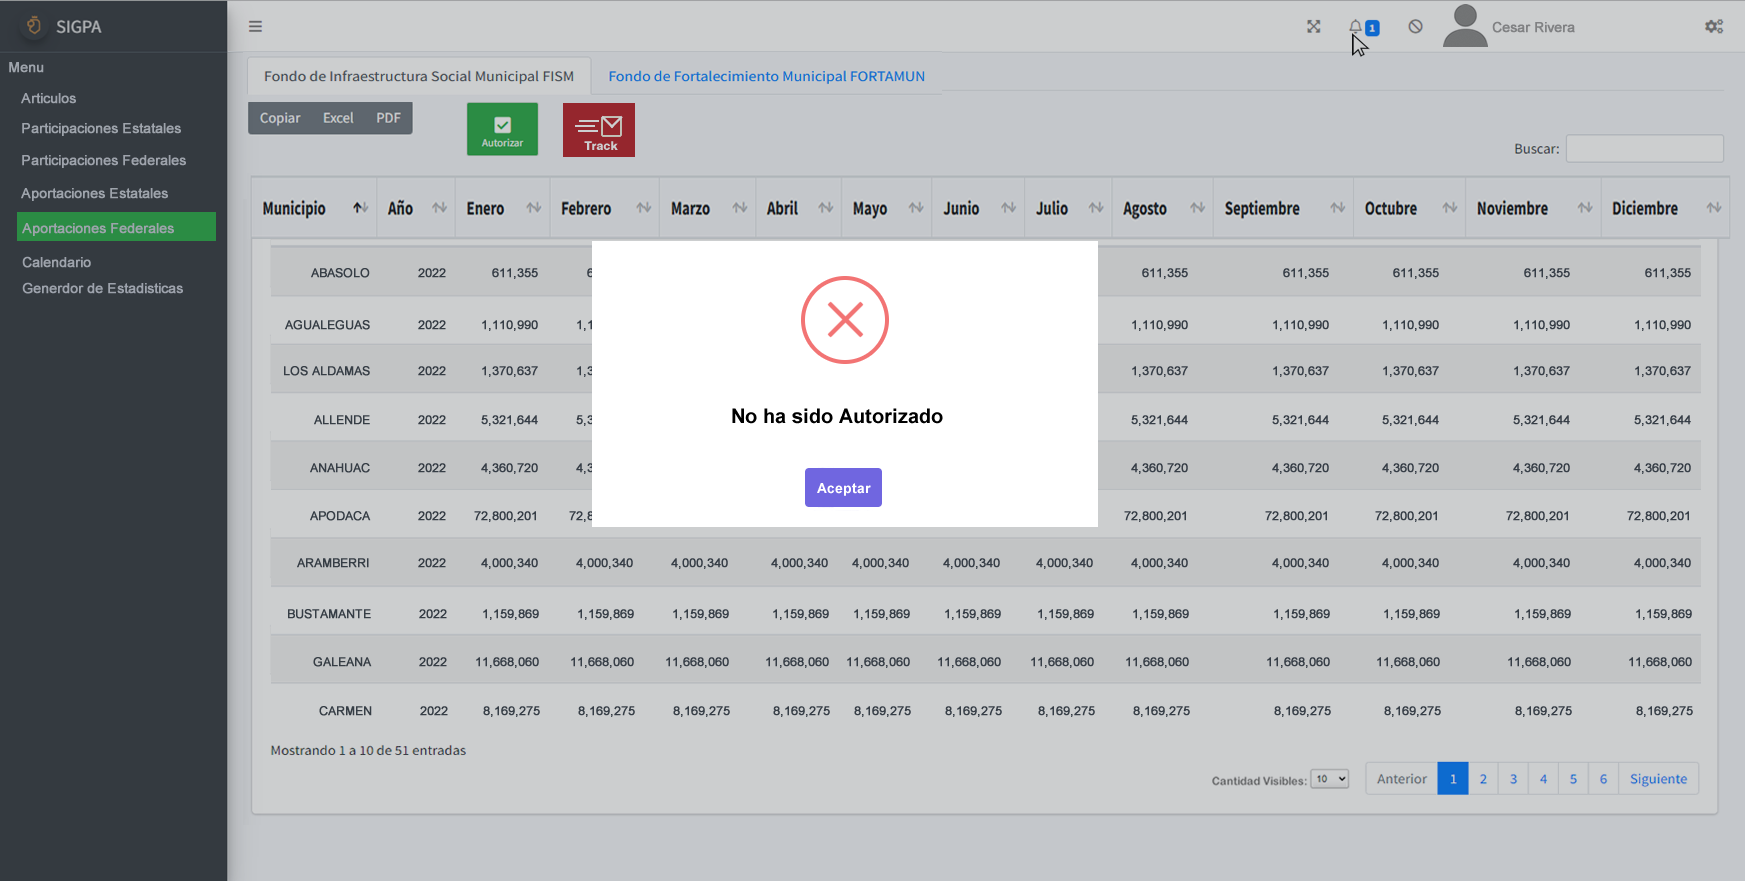 SIGPA
1
Cesar Rivera
Menu
Articulos
Participaciones Estatales
Participaciones Federales
Aportaciones Estatales
Aportaciones Federales
Calendario
Generdor de Estadisticas
Fondo de Infraestructura Social Municipal FISM
Fondo de Fortalecimiento Municipal FORTAMUN
Copiar Excel PDF
Autorizar
Track
Buscar:
Municipio Año Enero Febrero Marzo Abril Mayo Junio Julio Agosto Septiembre Octubre Noviembre Diciembre
ABASOLO 2022 611,355 6 611,355 611,355 611,355 611,355 611,355
AGUALEGUAS 2022 1,110,990 1,1 1,110,990 1,110,990 1,110,990 1,110,990 1,110,990
LOS ALDAMAS 2022 1,370,637 1,3 1,370,637 1,370,637 1,370,637 1,370,637 1,370,637
ALLENDE 2022 5,321,644 5,3 5,321,644 5,321,644 5,321,644 5,321,644 5,321,644
ANAHUAC 2022 4,360,720 4,3 4,360,720 4,360,720 4,360,720 4,360,720 4,360,720
APODACA 2022 72,800,201 72,8 72,800,201 72,800,201 72,800,201 72,800,201 72,800,201
ARAMBERRI 2022 4,000,340 4,000,340 4,000,340 4,000,340 4,000,340 4,000,340 4,000,340 4,000,340 4,000,340 4,000,340 4,000,340 4,000,340
BUSTAMANTE 2022 1,159,869 1,159,869 1,159,869 1,159,869 1,159,869 1,159,869 1,159,869 1,159,869 1,159,869 1,159,869 1,159,869 1,159,869
GALEANA 2022 11,668,060 11,668,060 11,668,060 11,668,060 11,668,060 11,668,060 11,668,060 11,668,060 11,668,060 11,668,060 11,668,060 11,668,060
CARMEN 2022 8,169,275 8,169,275 8,169,275 8,169,275 8,169,275 8,169,275 8,169,275 8,169,275 8,169,275 8,169,275 8,169,275 8,169,275
No ha sido Autorizado
Aceptar
Mostrando 1 a 10 de 51 entradas
Cantidad Visibles: 10
Anterior 1 2 3 4 5 6 Siguiente